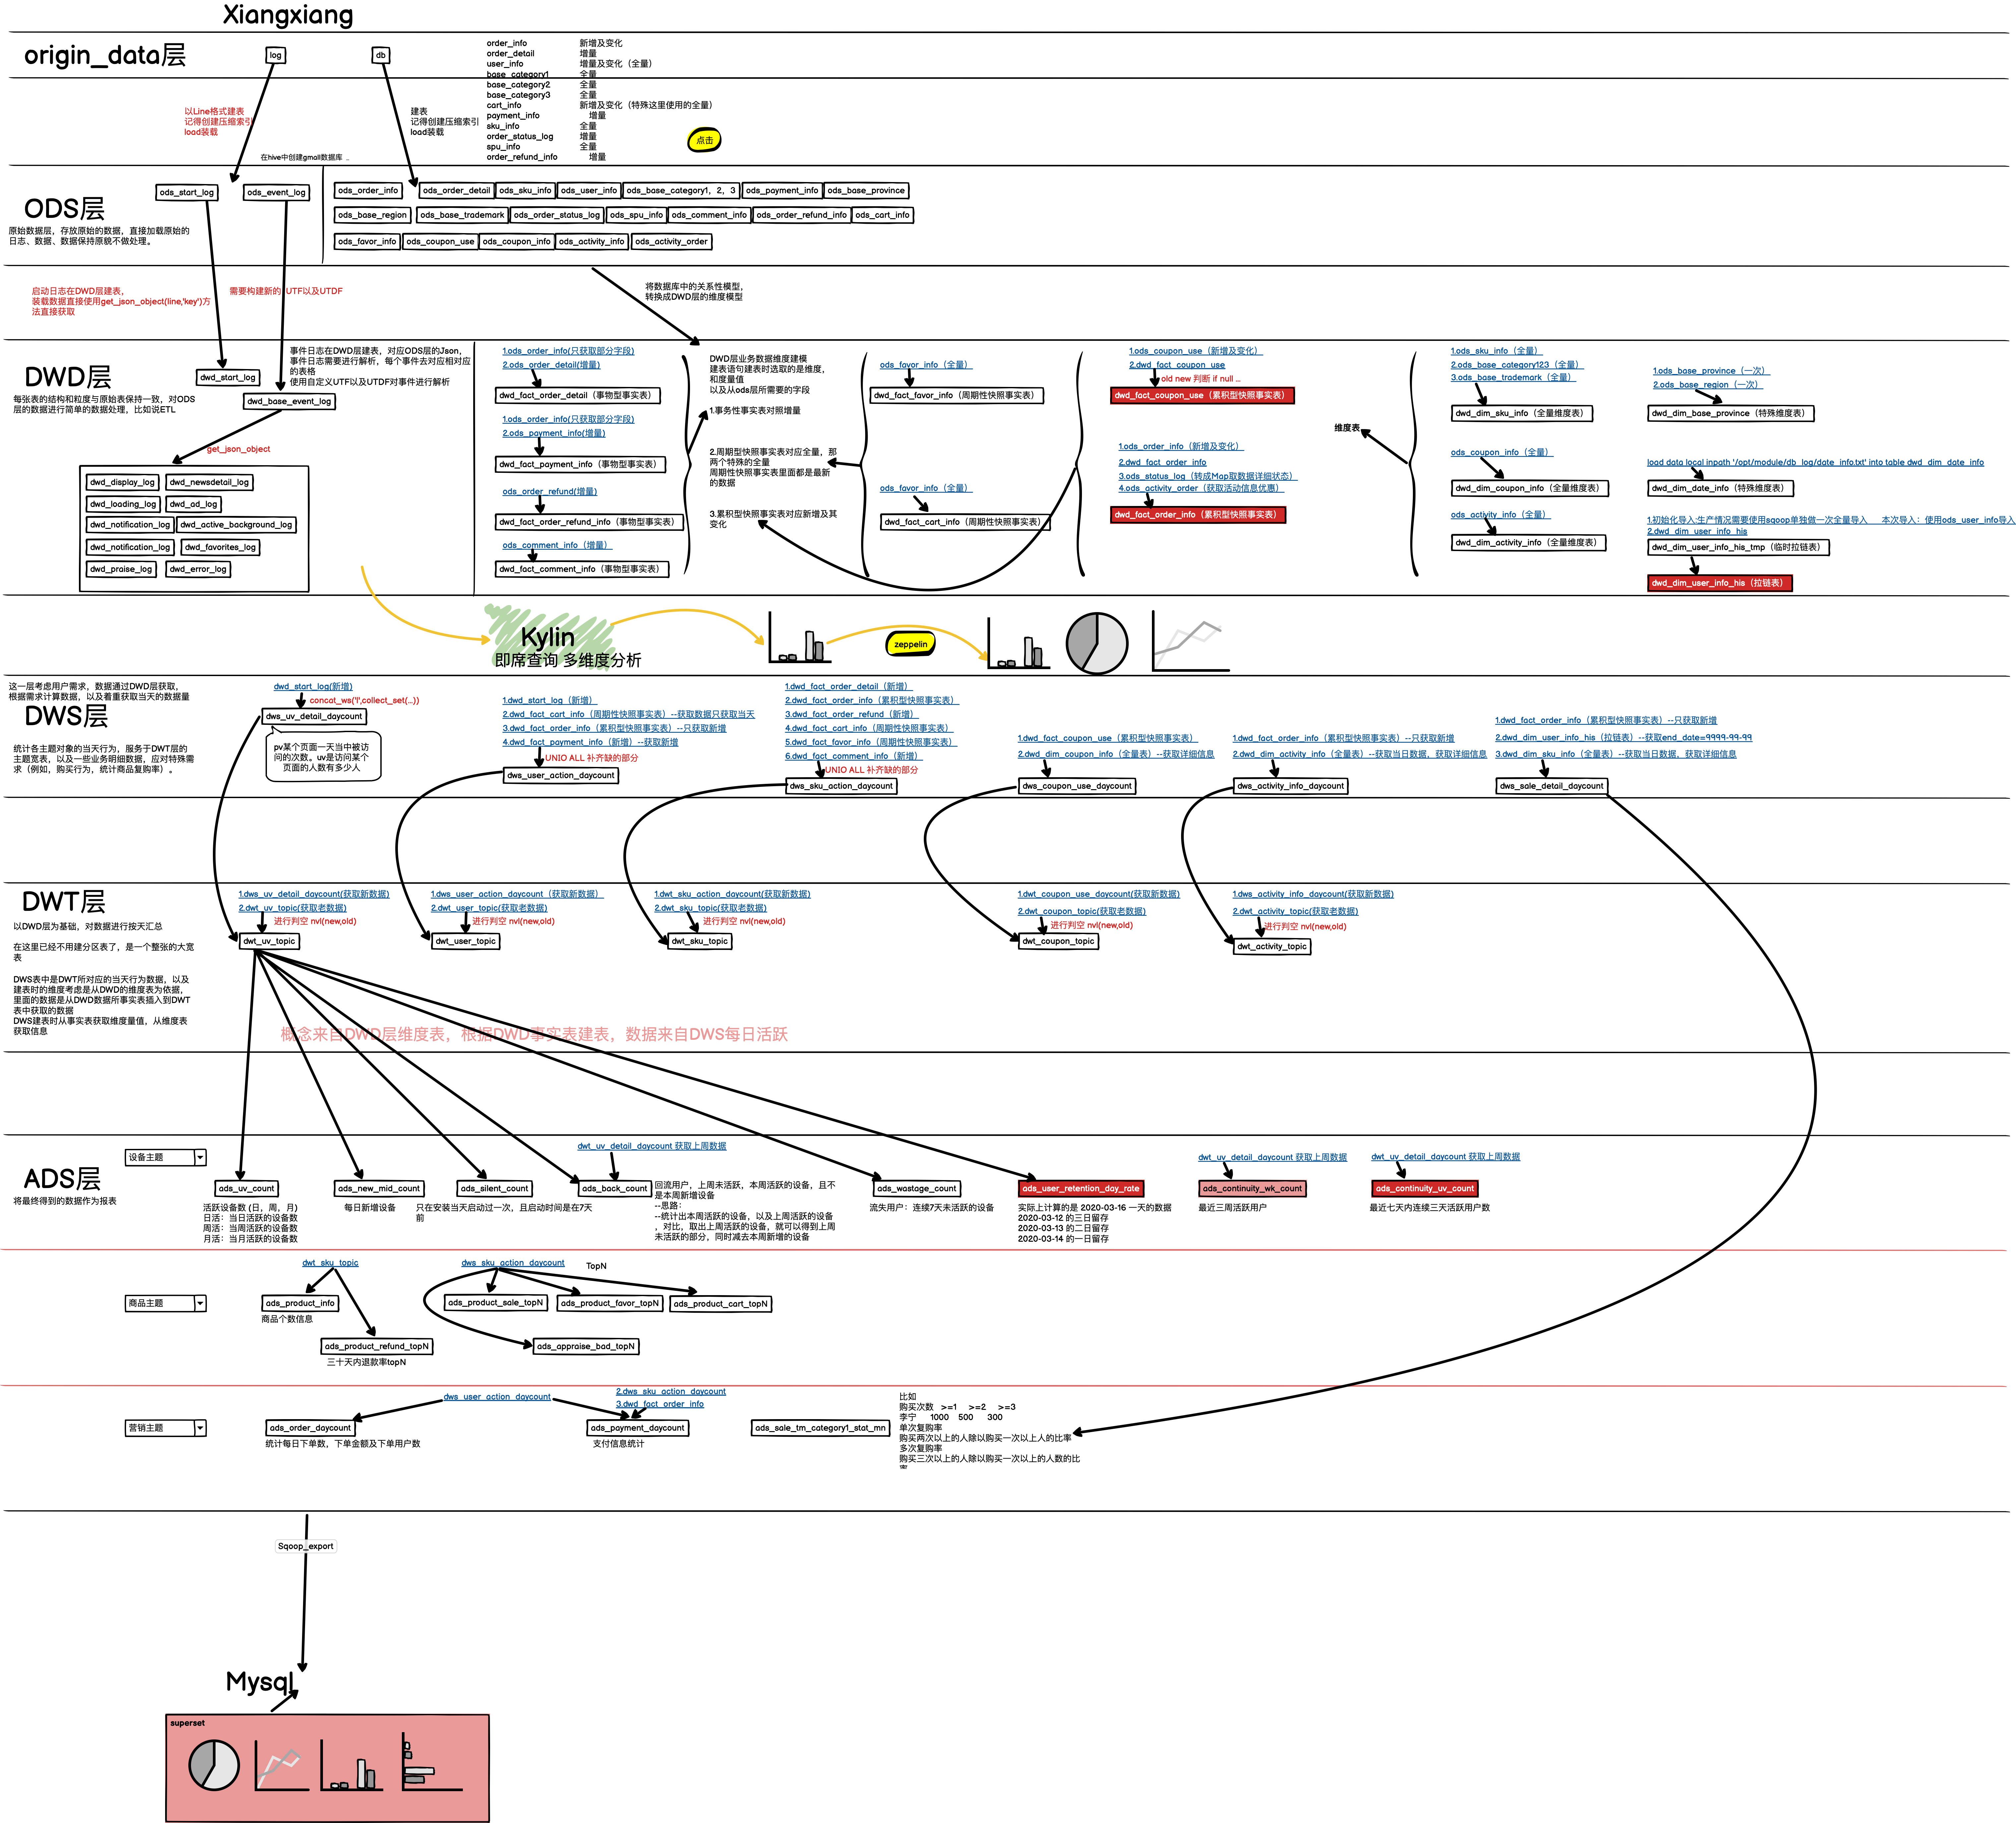 Xiangxiang
origin_data层
log
db
order_info 新增及变化
order_detail 增量
user_info 增量及变化（全量）
base_category1 全量
base_category2 全量
base_category3 全量
cart_info 新增及变化（特殊这里使用的全量）
payment_info 增量
sku_info 全量
order_status_log 增量
spu_info 全量
order_refund_info 增量
以Line格式建表
记得创建压缩索引
load装载
建表
记得创建压缩索引
load装载
点击
在hive中创建gmall数据库 ...
ODS层
原始数据层，存放原始的数据，直接加载原始的
日志、数据、数据保持原貌不做处理。
ods_start_log
ods_event_log
ods_order_info
ods_order_detail
ods_sku_info
ods_user_info
ods_base_category1，2，3
ods_payment_info
ods_base_province
ods_base_region
ods_base_trademark
ods_order_status_log
ods_spu_info
ods_comment_info
ods_order_refund_info
ods_cart_info
ods_favor_info
ods_coupon_use
ods_coupon_info
ods_activity_info
ods_activity_order
启动日志在DWD层建表，
装载数据直接使用get_json_object(line,'key')方
法直接获取
需要构建新的 UTF以及UTDF
将数据库中的关系性模型，
转换成DWD层的维度模型
DWD层
每张表的结构和粒度与原始表保持一致，对ODS
层的数据进行简单的数据处理，比如说ETL
dwd_start_log
dwd_base_event_log
事件日志在DWD层建表，对应ODS层的Json，
事件日志需要进行解析，每个事件去对应相对应
的表格
使用自定义UTF以及UTDF对事件进行解析
get_json_object
dwd_display_log
dwd_newsdetail_log
dwd_loading_log
dwd_ad_log
dwd_notification_log
dwd_active_background_log
dwd_notification_log
dwd_favorites_log
dwd_praise_log
dwd_error_log
1.ods_order_info(只获取部分字段)
2.ods_order_detail(增量)
dwd_fact_order_detail（事物型事实表）
1.ods_order_info(只获取部分字段)
2.ods_payment_info(增量)
dwd_fact_payment_info（事物型事实表）
ods_order_refund(增量)
dwd_fact_order_refund_info（事物型事实表）
ods_comment_info（增量）
dwd_fact_comment_info（事物型事实表）
DWD层业务数据维度建模
建表语句建表时选取的是维度，
和度量值
以及从ods层所需要的字段
1.事务性事实表对照增量
2.周期型快照事实表对应全量，那
两个特殊的全量
周期性快照事实表里面都是最新
的数据
3.累积型快照事实表对应新增及其
变化
ods_favor_info（全量）
dwd_fact_favor_info（周期性快照事实表）
ods_favor_info（全量）
dwd_fact_cart_info（周期性快照事实表）
1.ods_coupon_use（新增及变化）
2.dwd_fact_coupon_use
old new 判断 if null ...
dwd_fact_coupon_use（累积型快照事实表）
1.ods_order_info（新增及变化）
2.dwd_fact_order_info
3.ods_status_log（转成Map取数据详细状态）
4.ods_activity_order（获取活动信息优惠）
dwd_fact_order_info（累积型快照事实表）
维度表
1.ods_sku_info（全量）
2.ods_base_category123（全量）
3.ods_base_trademark（全量）
dwd_dim_sku_info（全量维度表）
ods_coupon_info（全量）
dwd_dim_coupon_info（全量维度表）
ods_activity_info（全量）
dwd_dim_activity_info（全量维度表）
1.ods_base_province（一次）
2.ods_base_region（一次）
dwd_dim_base_province（特殊维度表）
load data local inpath '/opt/module/db_log/date_info.txt' into table dwd_dim_date_info
dwd_dim_date_info（特殊维度表）
1.初始化导入:生产情况需要使用sqoop单独做一次全量导入 本次导入：使用ods_user_info导入
2.dwd_dim_user_info_his
dwd_dim_user_info_his_tmp（临时拉链表）
dwd_dim_user_info_his（拉链表）
Kylin
即席查询 多维度分析
zeppelin
这一层考虑用户需求，数据通过DWD层获取，
根据需求计算数据，以及着重获取当天的数据量
DWS层
统计各主题对象的当天行为，服务于DWT层的
主题宽表，以及一些业务明细数据，应对特殊需
求（例如，购买行为，统计商品复购率）。
dwd_start_log(新增)
concat_ws('|',collect_set(...))
dws_uv_detail_daycount
pv某个页面一天当中被访
问的次数。uv是访问某个
页面的人数有多少人
1.dwd_start_log（新增）
2.dwd_fact_cart_info（周期性快照事实表）--获取数据只获取当天
3.dwd_fact_order_info（累积型快照事实表）--只获取新增
4.dwd_fact_payment_info（新增）--获取新增
UNIO ALL 补齐缺的部分
dws_user_action_daycount
1.dwd_fact_order_detail（新增）
2.dwd_fact_order_info（累积型快照事实表）
3.dwd_fact_order_refund（新增）
4.dwd_fact_cart_info（周期性快照事实表）
5.dwd_fact_favor_info（周期性快照事实表）
6.dwd_fact_comment_info（新增）
UNIO ALL 补齐缺的部分
dws_sku_action_daycount
1.dwd_fact_coupon_use（累积型快照事实表）
2.dwd_dim_coupon_info（全量表）--获取详细信息
dws_coupon_use_daycount
1.dwd_fact_order_info（累积型快照事实表）--只获取新增
2.dwd_dim_activity_info（全量表）--获取当日数据，获取详细信息
dws_activity_info_daycount
1.dwd_fact_order_info（累积型快照事实表）--只获取新增
2.dwd_dim_user_info_his（拉链表）--获取end_date=9999-99-99
3.dwd_dim_sku_info（全量表）--获取当日数据，获取详细信息
dws_sale_detail_daycount
DWT层
以DWD层为基础，对数据进行按天汇总
在这里已经不用建分区表了，是一个整张的大宽
表
DWS表中是DWT所对应的当天行为数据，以及
建表时的维度考虑是从DWD的维度表为依据，
里面的数据是从DWD数据所事实表插入到DWT
表中获取的数据
DWS建表时从事实表获取维度量值，从维度表
获取信息
1.dws_uv_detail_daycount(获取新数据)
2.dwt_uv_topic(获取老数据)
进行判空 nvl(new,old)
dwt_uv_topic
1.dws_user_action_daycount（获取新数据）
2.dwt_user_topic(获取老数据)
进行判空 nvl(new,old)
dwt_user_topic
1.dwt_sku_action_daycount(获取新数据)
2.dwt_sku_topic(获取老数据)
进行判空 nvl(new,old)
dwt_sku_topic
1.dwt_coupon_use_daycount(获取新数据)
2.dwt_coupon_topic(获取老数据)
进行判空 nvl(new,old)
dwt_coupon_topic
1.dws_activity_info_daycount(获取新数据)
2.dwt_activity_topic(获取老数据)
进行判空 nvl(new,old)
dwt_activity_topic
概念来自DWD层维度表，根据DWD事实表建表，数据来自DWS每日活跃
ADS层
将最终得到的数据作为报表
设备主题
ads_uv_count
活跃设备数 (日，周，月)
日活：当日活跃的设备数
周活：当周活跃的设备数
月活：当月活跃的设备数
ads_new_mid_count
每日新增设备
ads_silent_count
只在安装当天启动过一次，且启动时间是在7天
前
dwt_uv_detail_daycount 获取上周数据
ads_back_count
回流用户，上周未活跃，本周活跃的设备，且不
是本周新增设备
--思路：
--统计出本周活跃的设备，以及上周活跃的设备
，对比，取出上周活跃的设备，就可以得到上周
未活跃的部分，同时减去本周新增的设备
ads_wastage_count
流失用户：连续7天未活跃的设备
ads_user_retention_day_rate
实际上计算的是 2020-03-16 一天的数据
2020-03-12 的三日留存
2020-03-13 的二日留存
2020-03-14 的一日留存
dwt_uv_detail_daycount 获取上周数据
ads_continuity_wk_count
最近三周活跃用户
dwt_uv_detail_daycount 获取上周数据
ads_continuity_uv_count
最近七天内连续三天活跃用户数
商品主题
dwt_sku_topic
ads_product_info
商品个数信息
ads_product_refund_topN
三十天内退款率topN
dws_sku_action_daycount
TopN
ads_product_sale_topN
ads_product_favor_topN
ads_product_cart_topN
ads_appraise_bad_topN
营销主题
dws_user_action_daycount
ads_order_daycount
统计每日下单数，下单金额及下单用户数
2.dws_sku_action_daycount
3.dwd_fact_order_info
ads_payment_daycount
支付信息统计
ads_sale_tm_category1_stat_mn
比如
购买次数 >=1 >=2 >=3
李宁 1000 500 300
单次复购率
购买两次以上的人除以购买一次以上人的比率
多次复购率
购买三次以上的人除以购买一次以上的人数的比
Sqoop_export
Mysql
superset